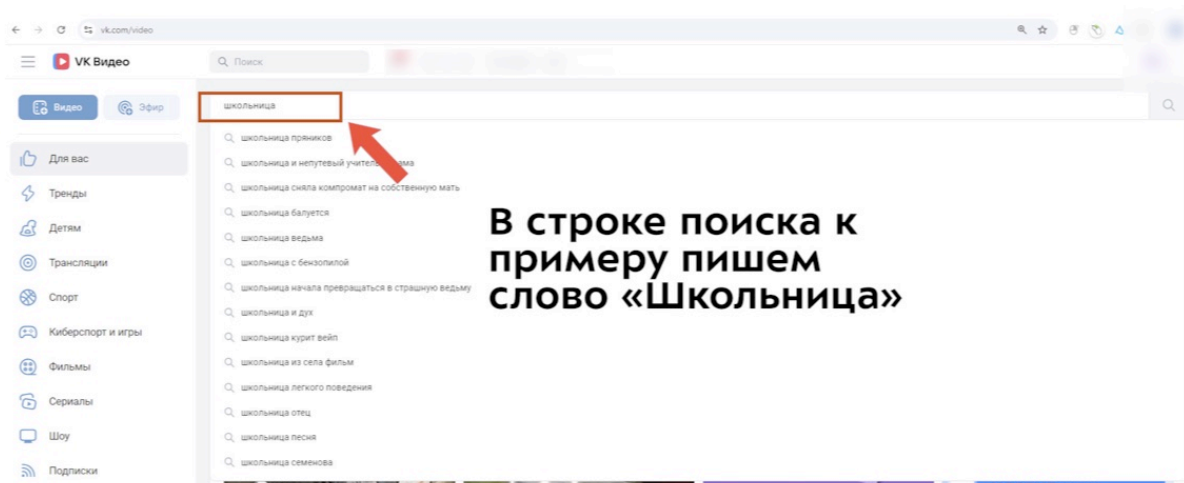 vk.com/video
VK Видео
Поиск
Видео
Эфир
школьница
школьница пряников
школьница и непутевый учитель
школьница сняла компромат на собственную мать
школьница балуется
школьница ведьма
школьница с бензопилой
школьница начала превращаться в страшную ведьму
школьница и дух
школьница курит вейп
школьница из села фильм
школьница легкого поведения
школьница отец
школьница песня
школьница семенова
Для вас
Тренды
Детям
Трансляции
Спорт
Киберспорт и игры
Фильмы
Сериалы
Шоу
Подписки
В строке поиска к
примеру пишем
слово «Школьница»